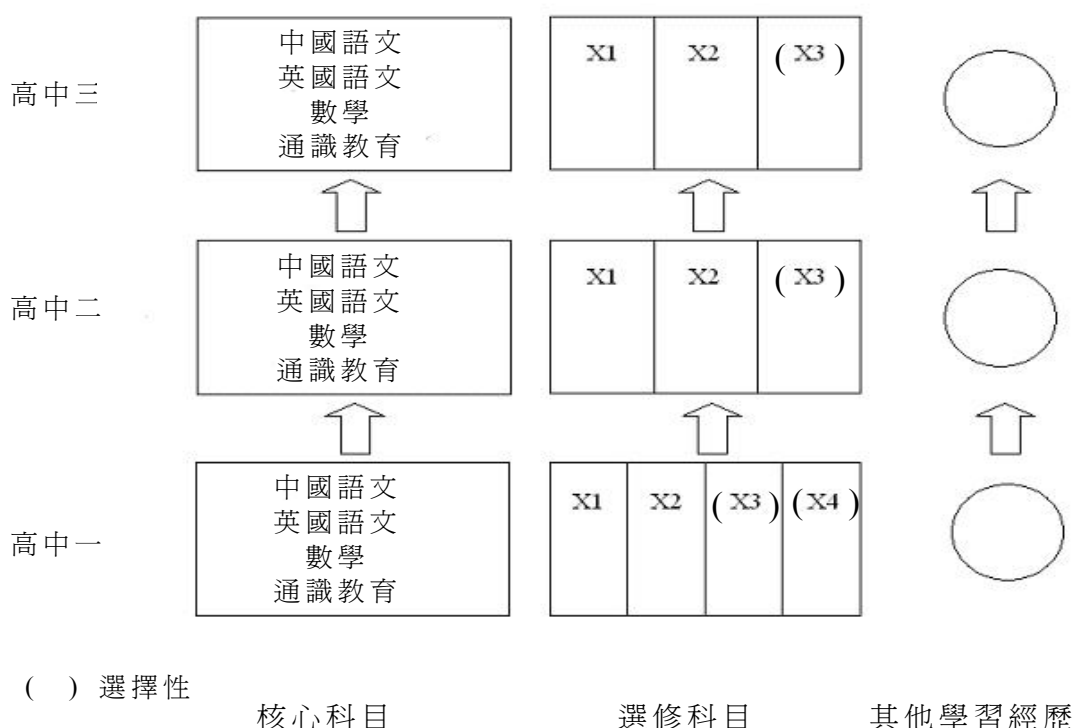 中國語文
英國語文
數學
通識教育
X1 X2 ( X3 )
高中三
中國語文
英國語文
數學
通識教育
X1 X2 ( X3 )
高中二
中國語文
英國語文
數學
通識教育
X1 X2 ( X3 ) ( X4 )
高中一
( ) 選擇性
核心科目 選修科目 其他學習經歷